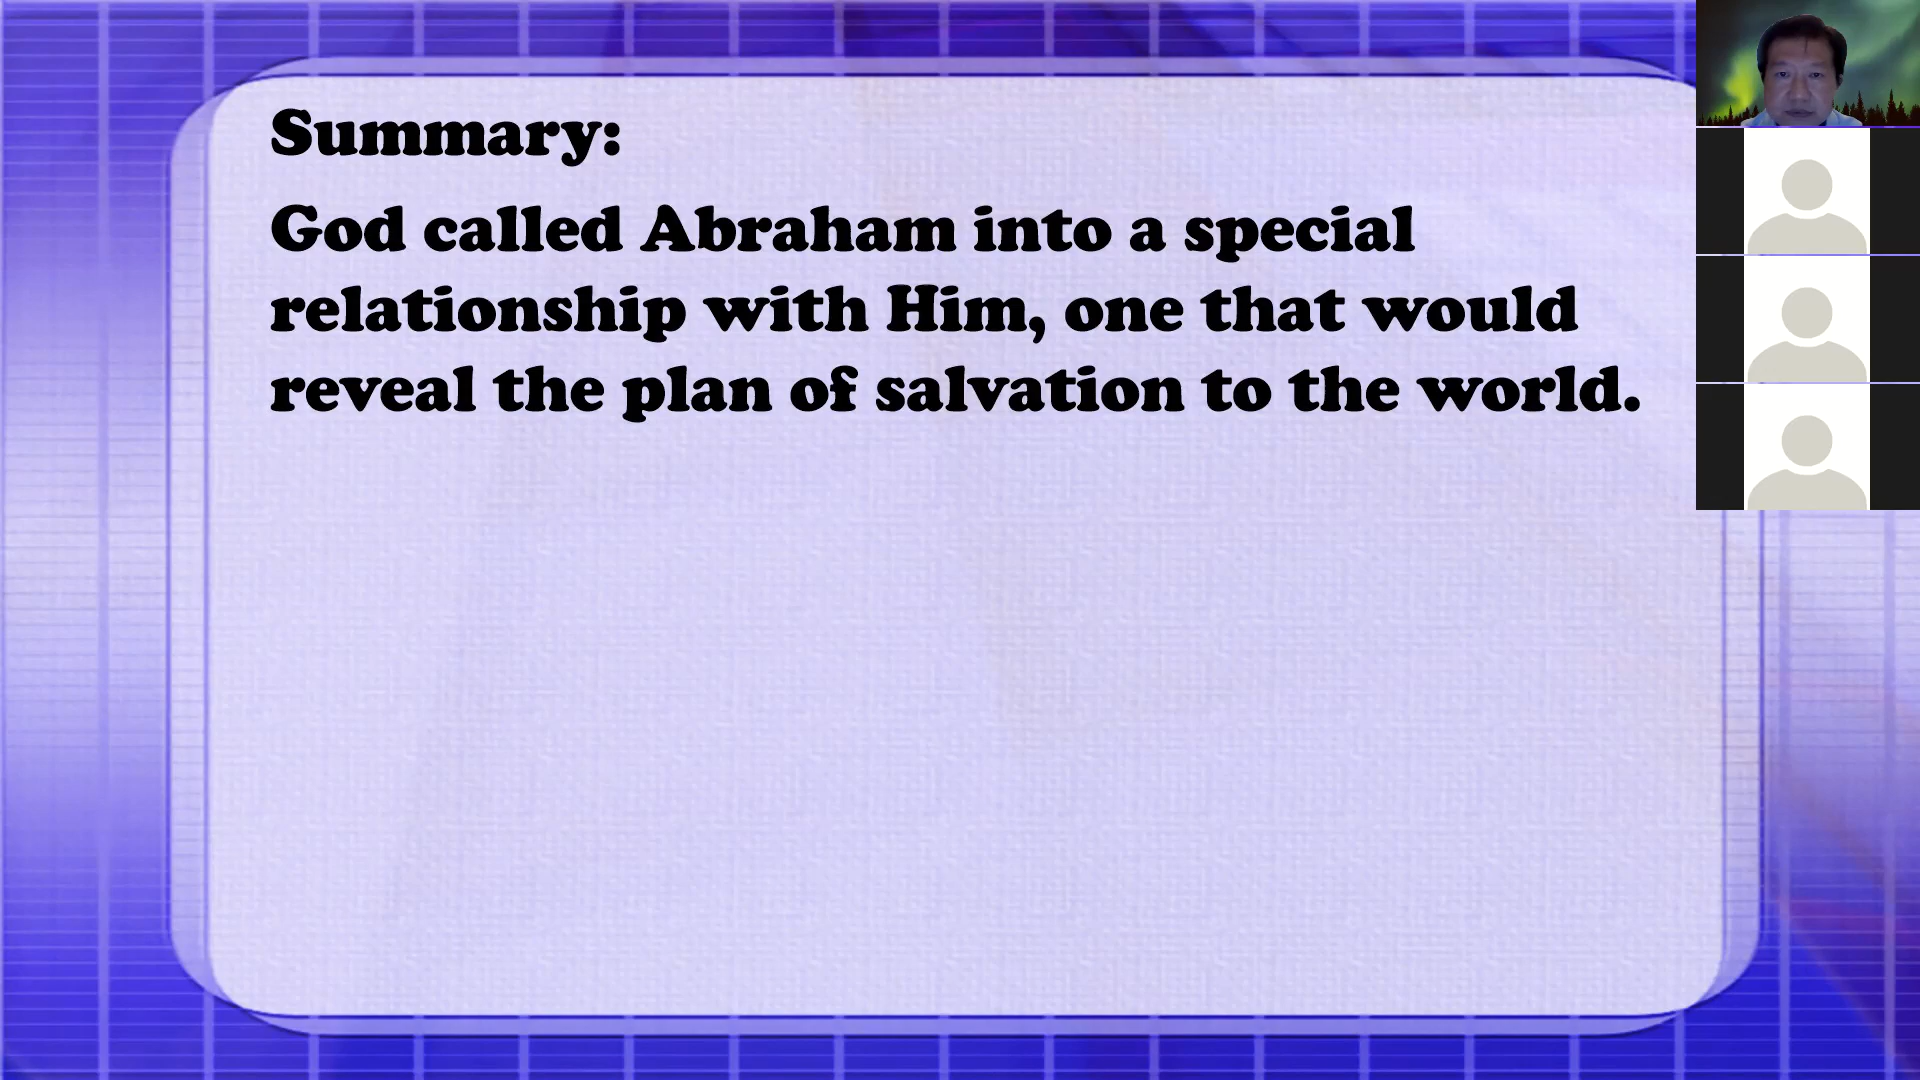 Summary:
God called Abraham into a special
relationship with Him, one that would
reveal the plan of salvation to the world.